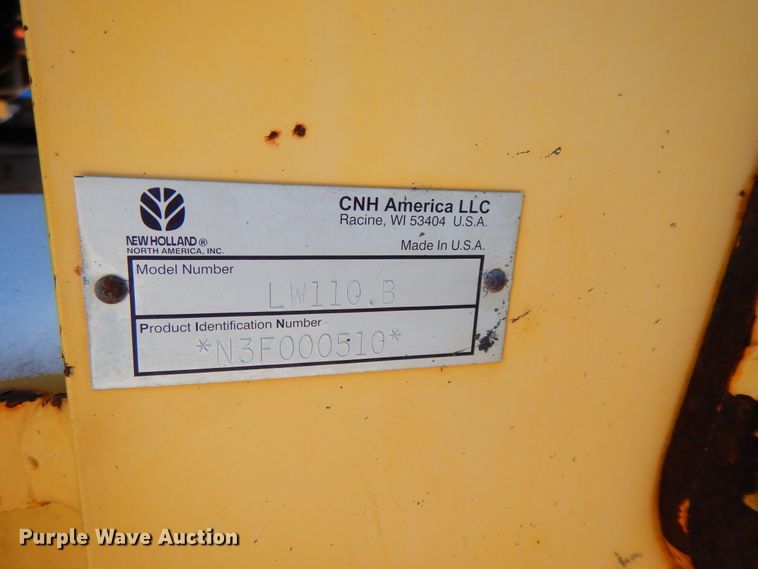 CNH America LLC
Racine, WI 53404 U.S.A.
NEW HOLLAND ®
NORTH AMERICA, INC.
Made In U.S.A.
Model Number
LW110.B
Product Identification Number
*N3F000510*
Purple Wave Auction